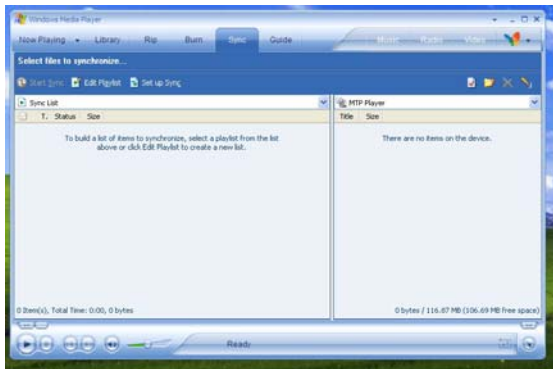 Windows Media Player
Now Playing Library Rip Burn Sync Guide Music Radio Video
Select files to synchronize...
Start Sync Edit Playlist Set up Sync
Sync List MTP Player
T. Status Size Title Size
To build a list of items to synchronize, select a playlist from the list
above or click Edit Playlist to create a new list.
There are no items on the device.
0 Item(s), Total Time: 0:00, 0 bytes
0 bytes / 116.87 MB (106.69 MB free space)
Ready